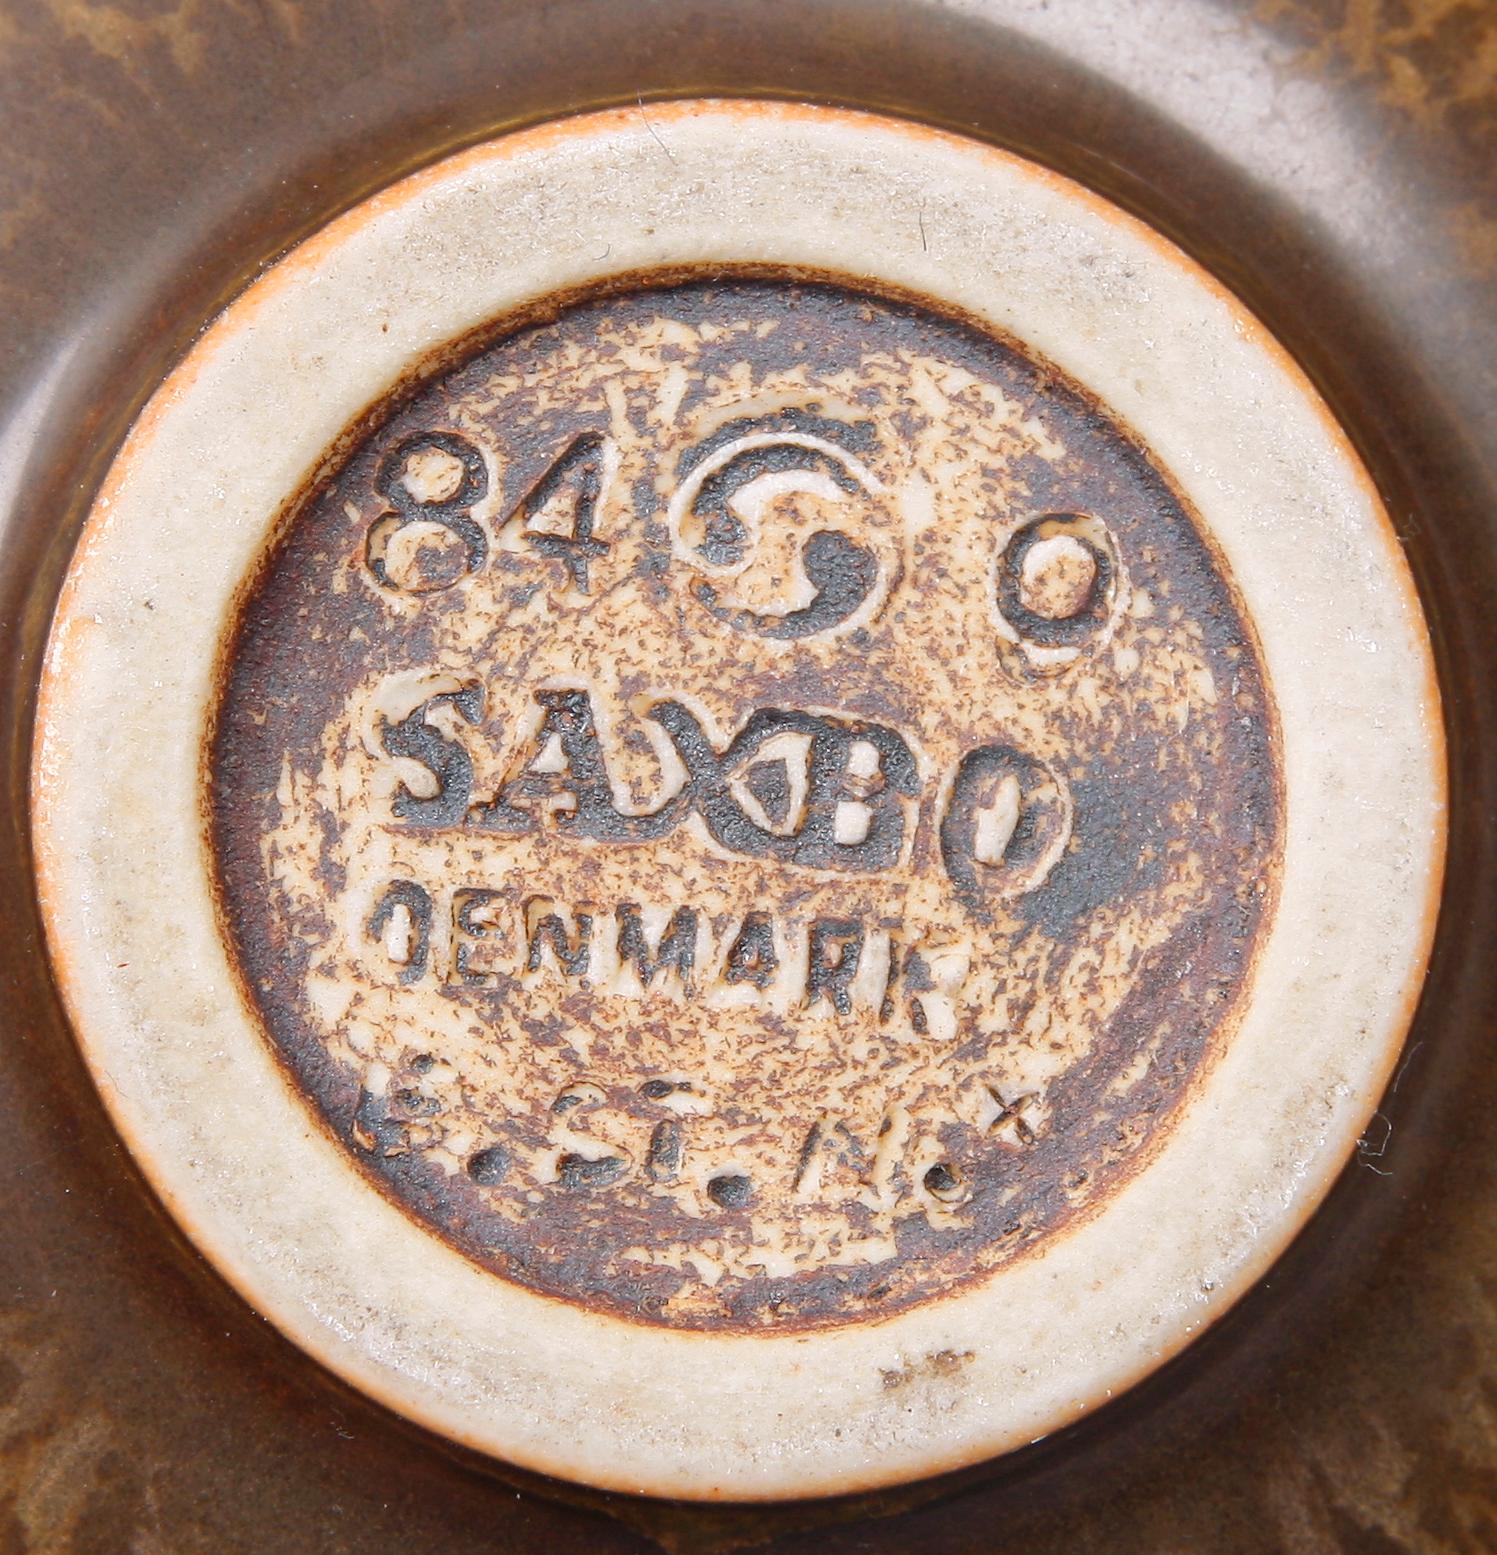 84 O
SAXBO
DENMARK
E.ST.N.